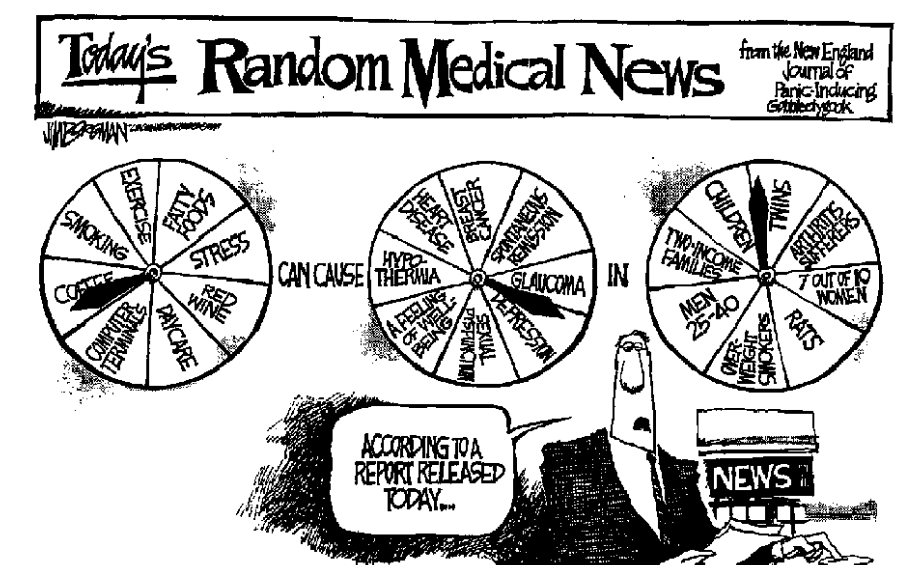 Today's Random Medical News
from the New England
Journal of
Panic-Inducing
Gobbledygook
JIM BORGMAN
EXERCISE
FATTY
FOODS
STRESS
RED
WINE
DAYCARE
COMPUTER
TERMINALS
COFFEE
SMOKING
CAN CAUSE
HEART
DISEASE
BREAST
CANCER
SPONTANEOUS
REMISSION
GLAUCOMA
DEPRESSION
SEXUAL
DYSFUNCTION
A FEELING
OF WELL-
BEING
HYPO-
THERMIA
IN
CHILDREN
TWINS
ARTHRITIS
SUFFERERS
7 OUT OF 10
WOMEN
RATS
OVER-
WEIGHT
SMOKERS
MEN
25-40
TWO-INCOME
FAMILIES
ACCORDING TO A
REPORT RELEASED
TODAY...
NEWS